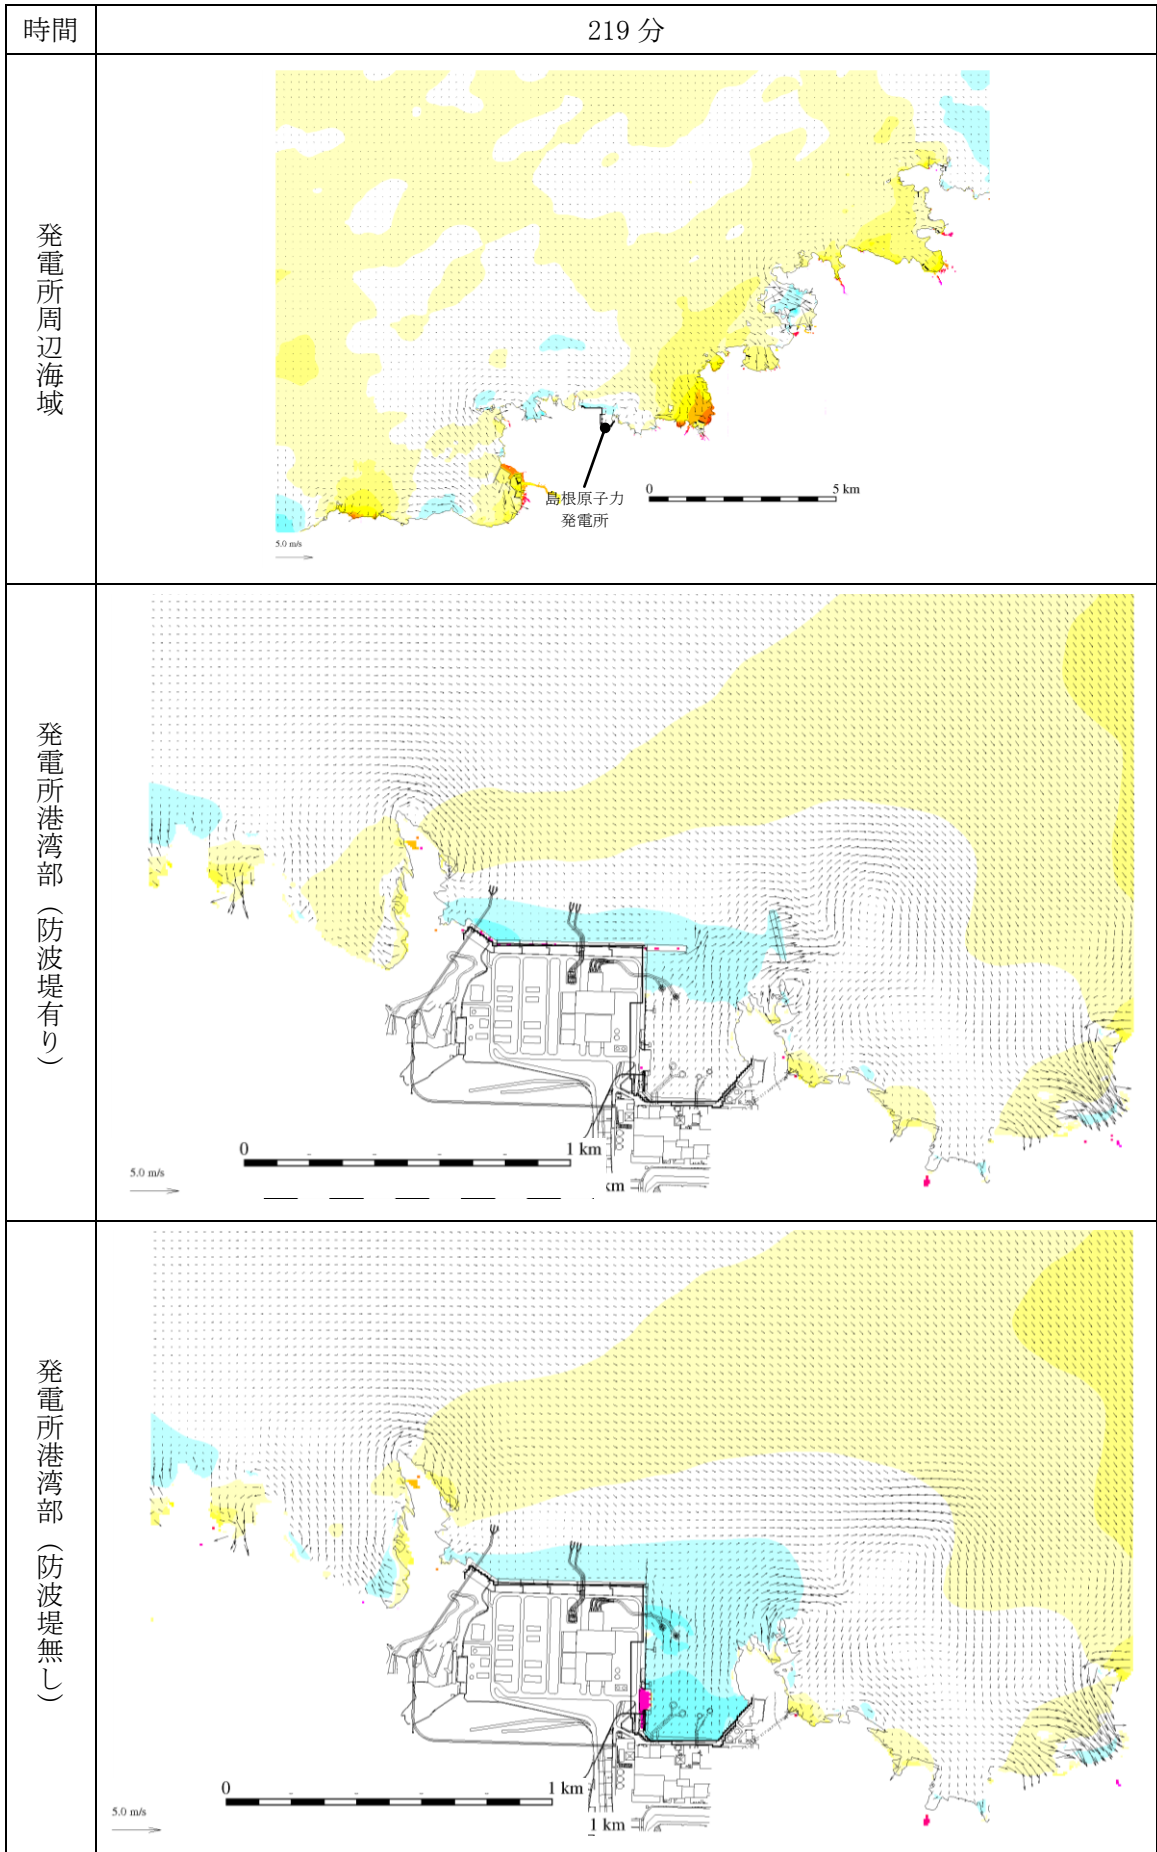 時間
219 分
発電所周辺海域
島根原子力
発電所
0
5 km
5.0 m/s
発電所港湾部（防波堤有り）
0
1 km
5.0 m/s
km
発電所港湾部（防波堤無し）
0
1 km
5.0 m/s
1 km